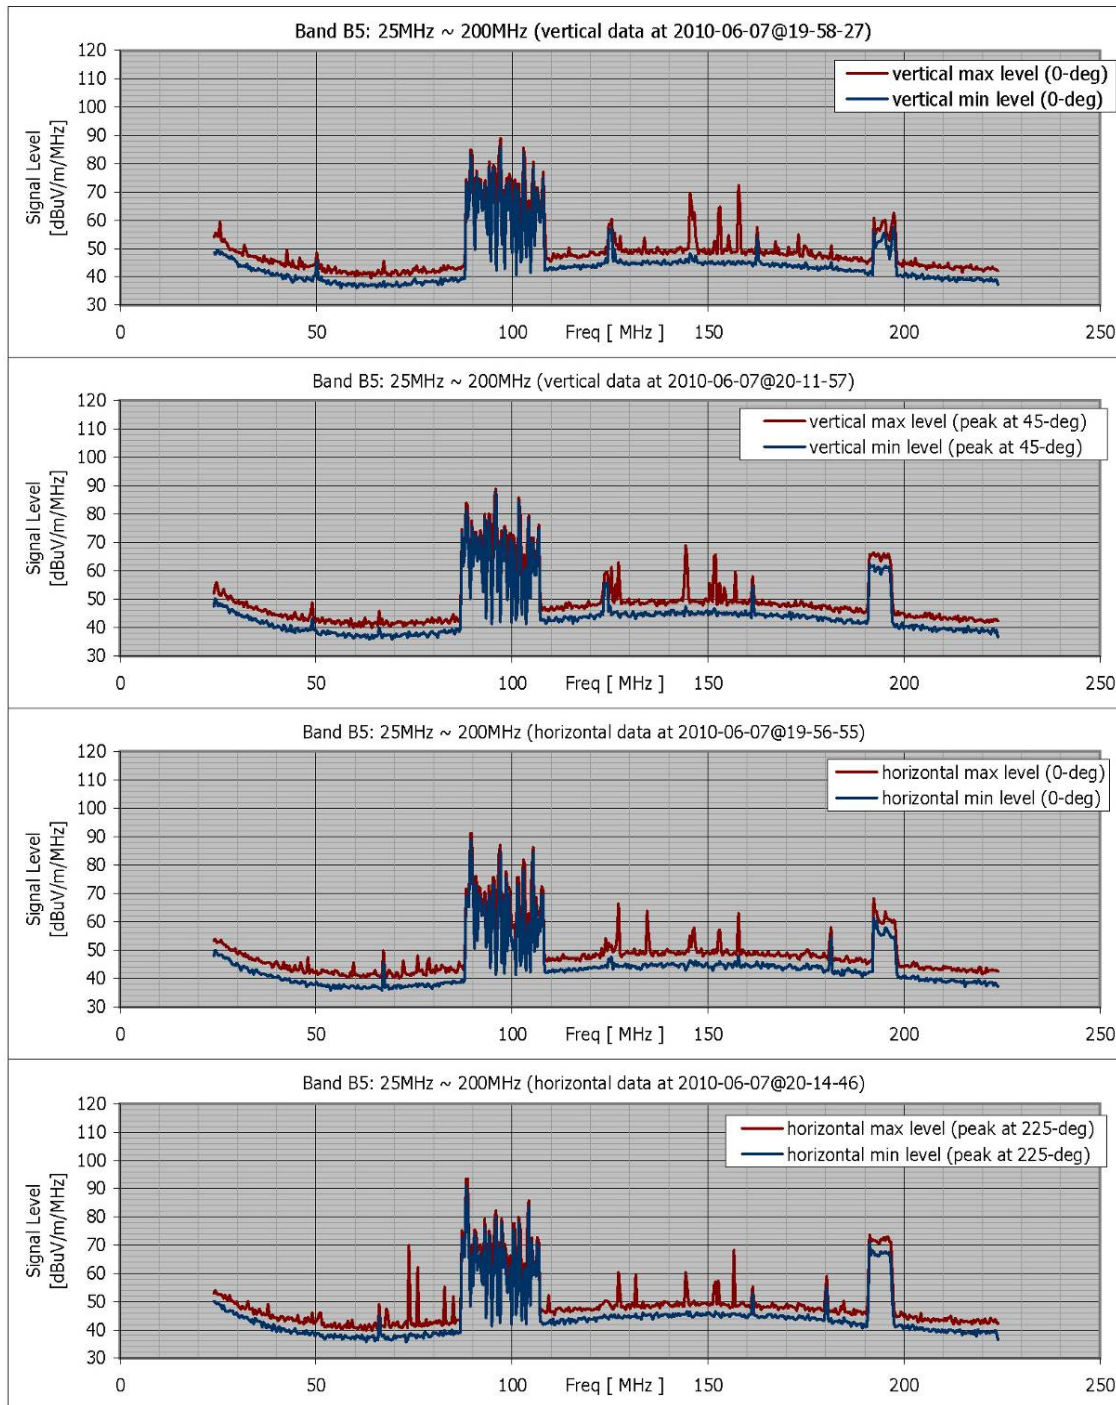 Band B5: 25MHz ~ 200MHz (vertical data at 2010-06-07@19-58-27)
vertical max level (0-deg)
vertical min level (0-deg)
Signal Level
[dBuV/m/MHz]
120
110
100
90
80
70
60
50
40
30
0 50 100 150 200 250
Freq [ MHz ]
Band B5: 25MHz ~ 200MHz (vertical data at 2010-06-07@20-11-57)
vertical max level (peak at 45-deg)
vertical min level (peak at 45-deg)
Signal Level
[dBuV/m/MHz]
120
110
100
90
80
70
60
50
40
30
0 50 100 150 200 250
Freq [ MHz ]
Band B5: 25MHz ~ 200MHz (horizontal data at 2010-06-07@19-56-55)
horizontal max level (0-deg)
horizontal min level (0-deg)
Signal Level
[dBuV/m/MHz]
120
110
100
90
80
70
60
50
40
30
0 50 100 150 200 250
Freq [ MHz ]
Band B5: 25MHz ~ 200MHz (horizontal data at 2010-06-07@20-14-46)
horizontal max level (peak at 225-deg)
horizontal min level (peak at 225-deg)
Signal Level
[dBuV/m/MHz]
120
110
100
90
80
70
60
50
40
30
0 50 100 150 200 250
Freq [ MHz ]